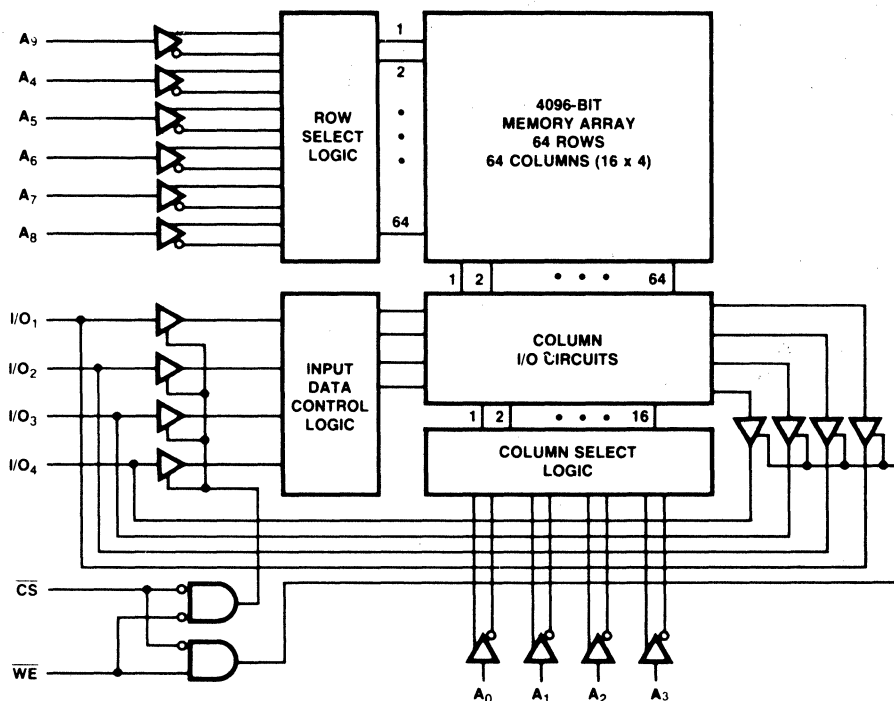 A9
A4
A5
A6
A7
A8
ROW
SELECT
LOGIC
1
2
64
4096-BIT
MEMORY ARRAY
64 ROWS
64 COLUMNS (16 x 4)
1
2
64
I/O1
I/O2
I/O3
I/O4
INPUT
DATA
CONTROL
LOGIC
COLUMN
I/O CIRCUITS
1
2
16
COLUMN SELECT
LOGIC
CS
WE
A0
A1
A2
A3